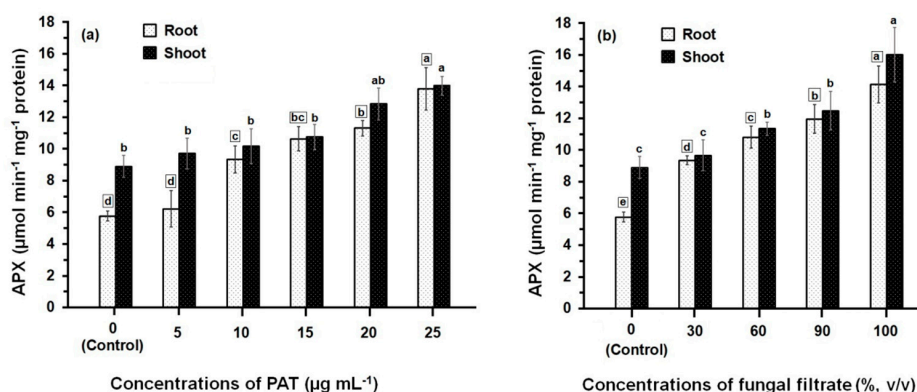 (a)
Root
Shoot
APX (µmol min⁻¹ mg⁻¹ protein)
18
16
14
12
10
8
6
4
2
0
d b
d b
c b
bc b
b ab
a a
0 5 10 15 20 25
(Control)
Concentrations of PAT (µg mL⁻¹)
(b)
Root
Shoot
APX (µmol min⁻¹ mg⁻¹ protein)
18
16
14
12
10
8
6
4
2
0
e c
d c
c b
b b
a a
0 30 60 90 100
(Control)
Concentrations of fungal filtrate (%, v/v)